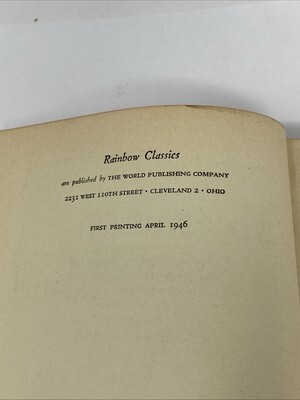 Rainbow Classics
are published by THE WORLD PUBLISHING COMPANY
2231 WEST 110TH STREET • CLEVELAND 2 • OHIO
FIRST PRINTING APRIL 1946